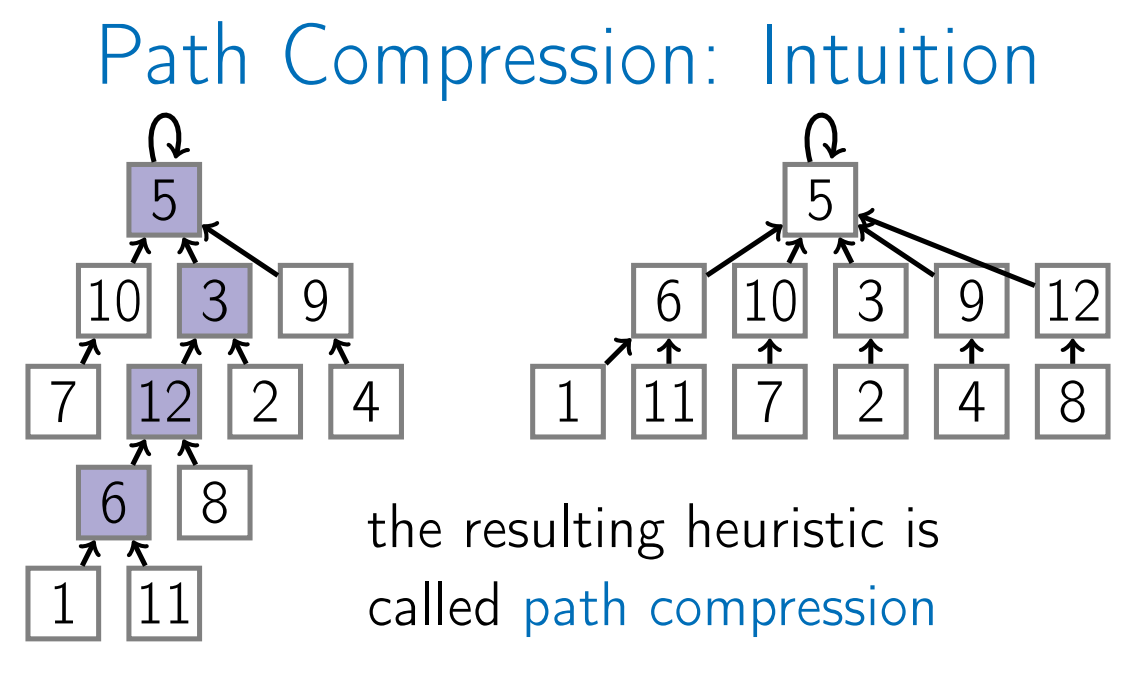 Path Compression: Intuition
5 5
10 3 9 6 10 3 9 12
7 12 2 4 1 11 7 2 4 8
6 8
the resulting heuristic is
called path compression
1 11